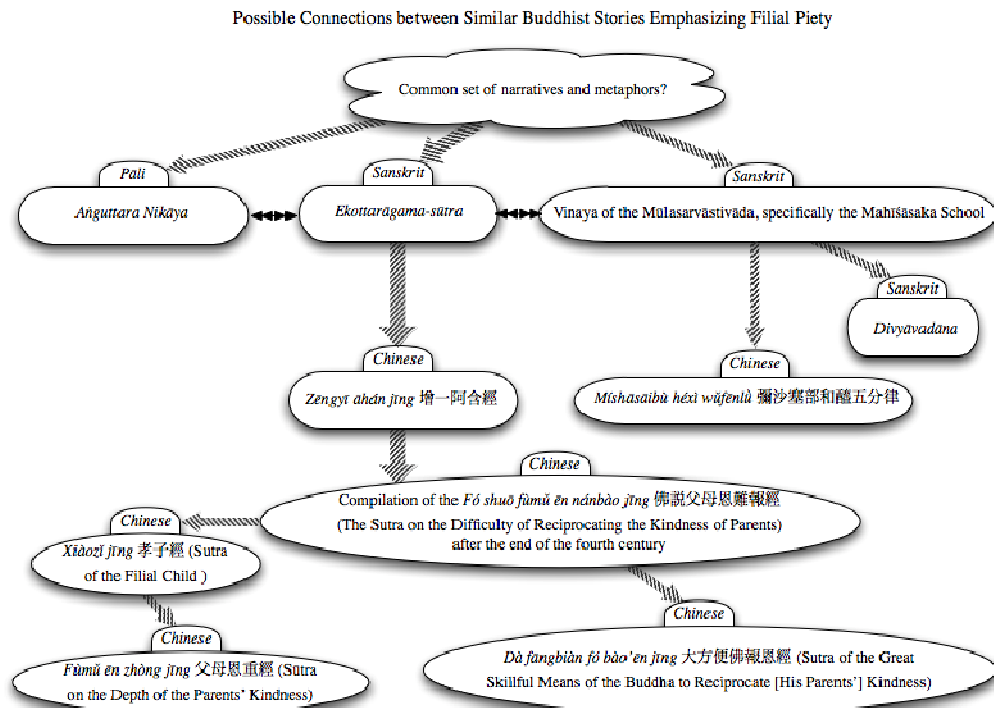 Possible Connections between Similar Buddhist Stories Emphasizing Filial Piety
Common set of narratives and metaphors?
Pāli
Aṅguttara Nikāya
Sanskrit
Ekottarāgama-sūtra
Sanskrit
Vinaya of the Mūlasarvāstivāda, specifically the Mahīśāsaka School
Sanskrit
Divyāvadāna
Chinese
Zēngyī āhán jīng 增一阿含經
Chinese
Míshasaibù héxì wǔfēnlǜ 彌沙塞部和醯五分律
Chinese
Compilation of the Fó shuō fùmǔ ēn nánbào jīng 佛説父母恩難報經
(The Sutra on the Difficulty of Reciprocating the Kindness of Parents)
after the end of the fourth century
Chinese
Xiàozǐ jīng 孝子經 (Sutra
of the Filial Child )
Chinese
Fùmǔ ēn zhòng jīng 父母恩重經 (Sūtra
on the Depth of the Parents' Kindness)
Chinese
Dà fangbiàn fó bào'ēn jīng 大方便佛報恩經 (Sutra of the Great
Skillful Means of the Buddha to Reciprocate [His Parents'] Kindness)